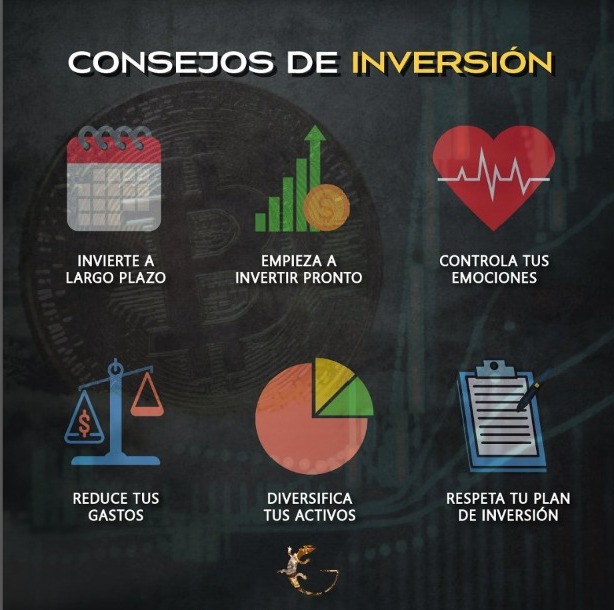 CONSEJOS DE INVERSIÓN
INVIERTE A
LARGO PLAZO
EMPIEZA A
INVERTIR PRONTO
CONTROLA TUS
EMOCIONES
$
$
REDUCE TUS
GASTOS
DIVERSIFICA
TUS ACTIVOS
RESPETA TU PLAN
DE INVERSIÓN